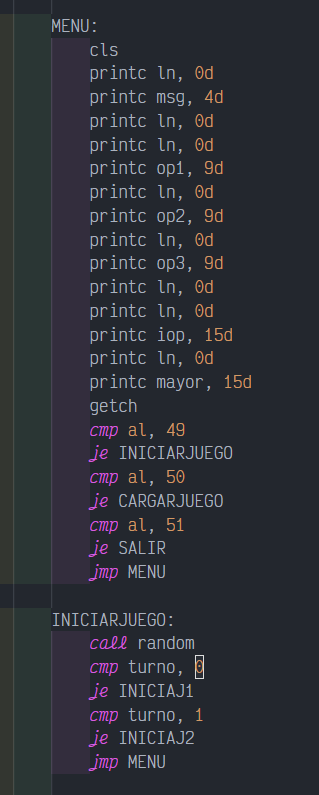 MENU:
cls
printc ln, 0d
printc msg, 4d
printc ln, 0d
printc ln, 0d
printc op1, 9d
printc ln, 0d
printc op2, 9d
printc ln, 0d
printc op3, 9d
printc ln, 0d
printc ln, 0d
printc iop, 15d
printc ln, 0d
printc mayor, 15d
getch
cmp al, 49
je INICIARJUEGO
cmp al, 50
je CARGARJUEGO
cmp al, 51
je SALIR
jmp MENU
INICIARJUEGO:
call random
cmp turno, 0
je INICIAJ1
cmp turno, 1
je INICIAJ2
jmp MENU